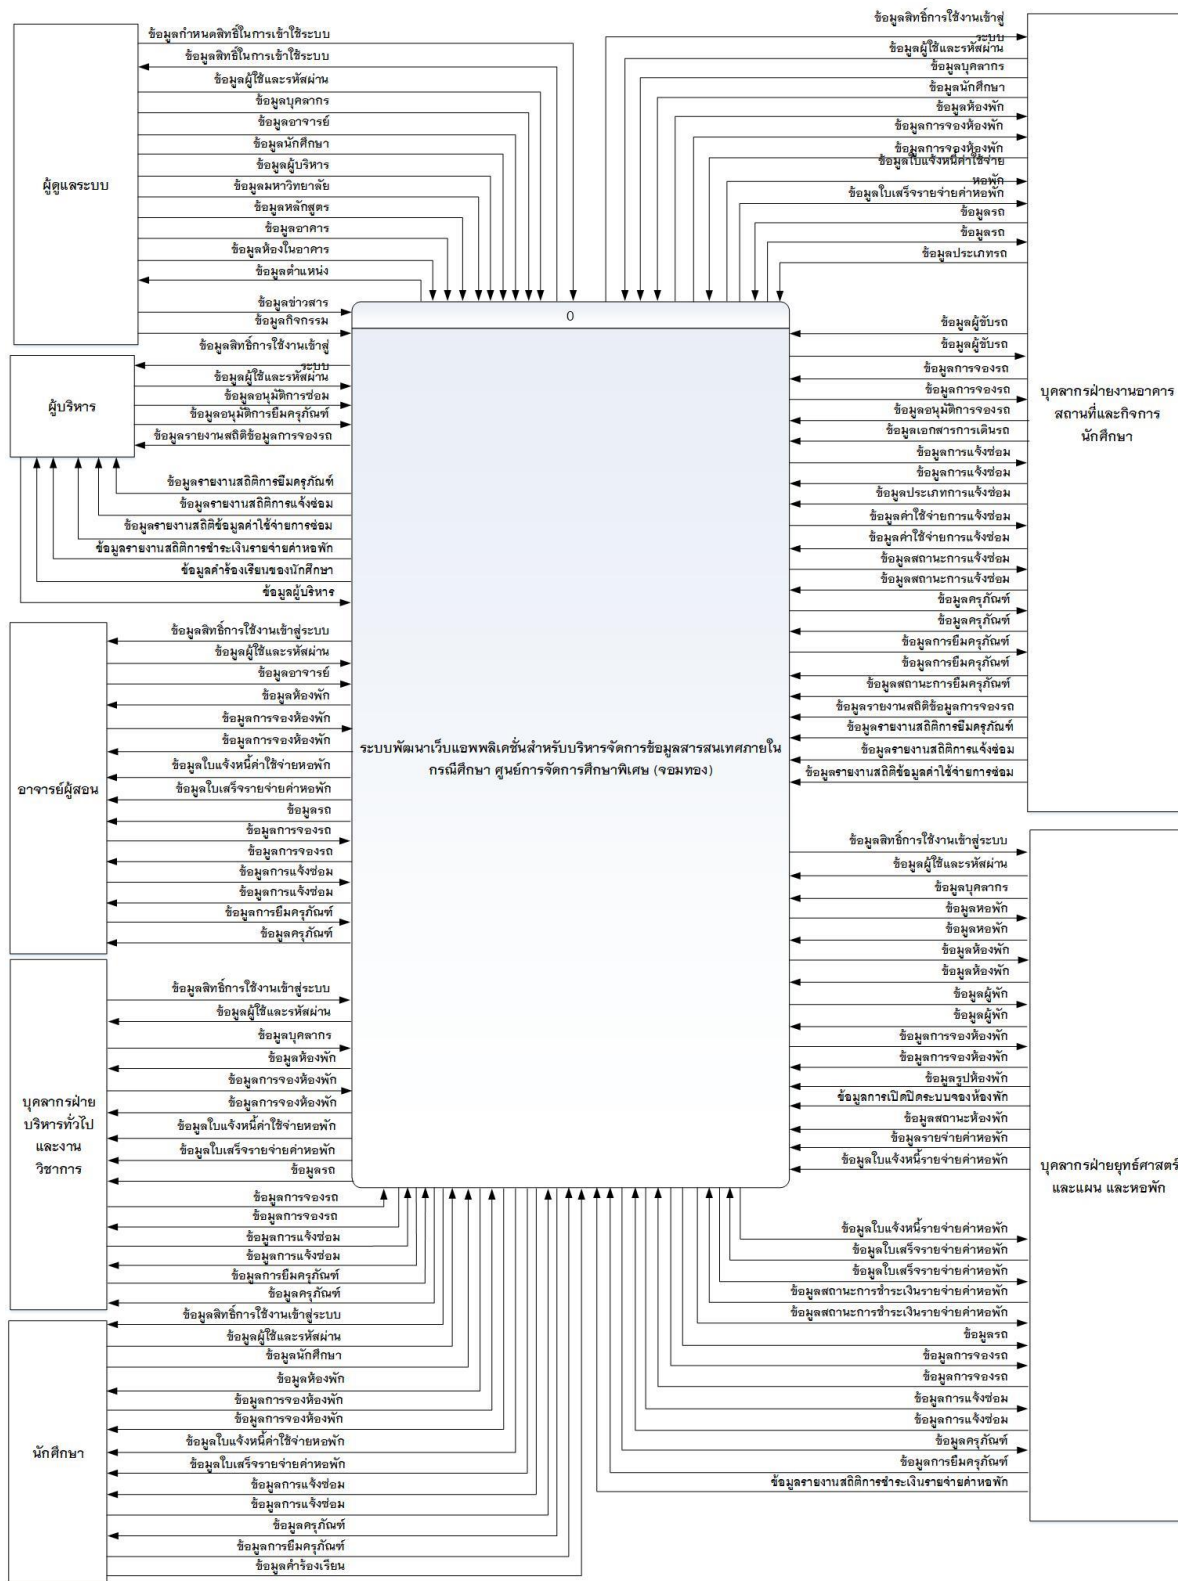 ผู้ดูแลระบบ
ข้อมูลกำหนดสิทธิในการเข้าใช้ระบบ
ข้อมูลสิทธิในการเข้าใช้ระบบ
ข้อมูลผู้ใช้และรหัสผ่าน
ข้อมูลบุคลากร
ข้อมูลอาจารย์
ข้อมูลนักศึกษา
ข้อมูลผู้บริหาร
ข้อมูลมหาวิทยาลัย
ข้อมูลหลักสูตร
ข้อมูลอาคาร
ข้อมูลห้องในอาคาร
ข้อมูลตำแหน่ง
ข้อมูลข่าวสาร
ข้อมูลกิจกรรม
ผู้บริหาร
ข้อมูลสิทธิ์การใช้งานเข้าสู่
ระบบ
ข้อมูลผู้ใช้และรหัสผ่าน
ข้อมูลอนุมัติการซ่อม
ข้อมูลอนุมัติการยืมครุภัณฑ์
ข้อมูลรายงานสถิติข้อมูลการจองรถ
ข้อมูลรายงานสถิติการยืมครุภัณฑ์
ข้อมูลรายงานสถิติการแจ้งซ่อม
ข้อมูลรายงานสถิติข้อมูลค่าใช้จ่ายการซ่อม
ข้อมูลรายงานสถิติการชำระเงินรายจ่ายค่าหอพัก
ข้อมูลคำร้องเรียนของนักศึกษา
ข้อมูลผู้บริหาร
อาจารย์ผู้สอน
ข้อมูลสิทธิ์การใช้งานเข้าสู่ระบบ
ข้อมูลผู้ใช้และรหัสผ่าน
ข้อมูลอาจารย์
ข้อมูลห้องพัก
ข้อมูลการจองห้องพัก
ข้อมูลการจองห้องพัก
ข้อมูลใบแจ้งหนี้ค่าใช้จ่ายหอพัก
ข้อมูลใบเสร็จรายจ่ายค่าหอพัก
ข้อมูลรถ
ข้อมูลการจองรถ
ข้อมูลการจองรถ
ข้อมูลการแจ้งซ่อม
ข้อมูลการแจ้งซ่อม
ข้อมูลการยืมครุภัณฑ์
ข้อมูลครุภัณฑ์
บุคลากรฝ่าย
บริหารทั่วไป
และงาน
วิชาการ
ข้อมูลสิทธิ์การใช้งานเข้าสู่ระบบ
ข้อมูลผู้ใช้และรหัสผ่าน
ข้อมูลบุคลากร
ข้อมูลห้องพัก
ข้อมูลการจองห้องพัก
ข้อมูลการจองห้องพัก
ข้อมูลใบแจ้งหนี้ค่าใช้จ่ายหอพัก
ข้อมูลใบเสร็จรายจ่ายค่าหอพัก
ข้อมูลรถ
ข้อมูลการจองรถ
ข้อมูลการจองรถ
ข้อมูลการแจ้งซ่อม
ข้อมูลการแจ้งซ่อม
ข้อมูลการยืมครุภัณฑ์
ข้อมูลครุภัณฑ์
นักศึกษา
ข้อมูลสิทธิ์การใช้งานเข้าสู่ระบบ
ข้อมูลผู้ใช้และรหัสผ่าน
ข้อมูลนักศึกษา
ข้อมูลห้องพัก
ข้อมูลการจองห้องพัก
ข้อมูลการจองห้องพัก
ข้อมูลใบแจ้งหนี้ค่าใช้จ่ายหอพัก
ข้อมูลใบเสร็จรายจ่ายค่าหอพัก
ข้อมูลการแจ้งซ่อม
ข้อมูลการแจ้งซ่อม
ข้อมูลครุภัณฑ์
ข้อมูลการยืมครุภัณฑ์
ข้อมูลคำร้องเรียน
0
ระบบพัฒนาเว็บแอพพลิเคชั่นสำหรับบริหารจัดการข้อมูลสารสนเทศภายใน
กรณีศึกษา ศูนย์การจัดการศึกษาพิเศษ (จอมทอง)
ข้อมูลสิทธิ์การใช้งานเข้าสู่
ระบบ
ข้อมูลผู้ใช้และรหัสผ่าน
ข้อมูลบุคลากร
ข้อมูลนักศึกษา
ข้อมูลห้องพัก
ข้อมูลการจองห้องพัก
ข้อมูลการจองห้องพัก
ข้อมูลใบแจ้งหนี้ค่าใช้จ่าย
หอพัก
ข้อมูลใบเสร็จรายจ่ายค่าหอพัก
ข้อมูลรถ
ข้อมูลรถ
ข้อมูลประเภทรถ
ข้อมูลผู้ขับรถ
ข้อมูลผู้ขับรถ
ข้อมูลการจองรถ
ข้อมูลการจองรถ
ข้อมูลอนุมัติการจองรถ
ข้อมูลเอกสารการเดินรถ
ข้อมูลการแจ้งซ่อม
ข้อมูลการแจ้งซ่อม
ข้อมูลประเภทการแจ้งซ่อม
ข้อมูลค่าใช้จ่ายการแจ้งซ่อม
ข้อมูลค่าใช้จ่ายการแจ้งซ่อม
ข้อมูลสถานะการแจ้งซ่อม
ข้อมูลสถานะการแจ้งซ่อม
ข้อมูลครุภัณฑ์
ข้อมูลครุภัณฑ์
ข้อมูลการยืมครุภัณฑ์
ข้อมูลการยืมครุภัณฑ์
ข้อมูลสถานะการยืมครุภัณฑ์
ข้อมูลรายงานสถิติข้อมูลการจองรถ
ข้อมูลรายงานสถิติการยืมครุภัณฑ์
ข้อมูลรายงานสถิติการแจ้งซ่อม
ข้อมูลรายงานสถิติข้อมูลค่าใช้จ่ายการซ่อม
บุคลากรฝ่ายงานอาคาร
สถานที่และกิจการ
นักศึกษา
ข้อมูลสิทธิ์การใช้งานเข้าสู่ระบบ
ข้อมูลผู้ใช้และรหัสผ่าน
ข้อมูลบุคลากร
ข้อมูลหอพัก
ข้อมูลหอพัก
ข้อมูลห้องพัก
ข้อมูลห้องพัก
ข้อมูลผู้พัก
ข้อมูลผู้พัก
ข้อมูลการจองห้องพัก
ข้อมูลการจองห้องพัก
ข้อมูลรูปห้องพัก
ข้อมูลการเปิดปิดระบบจองห้องพัก
ข้อมูลสถานะห้องพัก
ข้อมูลรายจ่ายค่าหอพัก
ข้อมูลใบแจ้งหนี้รายจ่ายค่าหอพัก
บุคลากรฝ่ายยุทธ์ศาสตร์
และแผน และหอพัก
ข้อมูลใบแจ้งหนี้รายจ่ายค่าหอพัก
ข้อมูลใบเสร็จรายจ่ายค่าหอพัก
ข้อมูลใบเสร็จรายจ่ายค่าหอพัก
ข้อมูลสถานะการชำระเงินรายจ่ายค่าหอพัก
ข้อมูลสถานะการชำระเงินรายจ่ายค่าหอพัก
ข้อมูลรถ
ข้อมูลการจองรถ
ข้อมูลการจองรถ
ข้อมูลการแจ้งซ่อม
ข้อมูลการแจ้งซ่อม
ข้อมูลครุภัณฑ์
ข้อมูลการยืมครุภัณฑ์
ข้อมูลรายงานสถิติการชำระเงินรายจ่ายค่าหอพัก